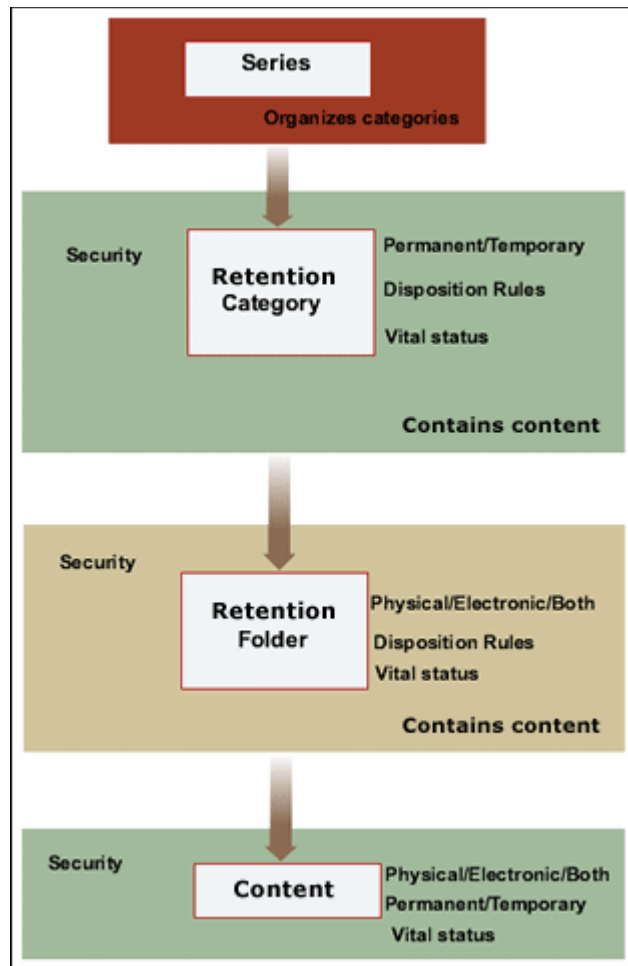 Series
Organizes categories
Security
Retention
Category
Permanent/Temporary
Disposition Rules
Vital status
Contains content
Security
Retention
Folder
Physical/Electronic/Both
Disposition Rules
Vital status
Contains content
Security
Content
Physical/Electronic/Both
Permanent/Temporary
Vital status